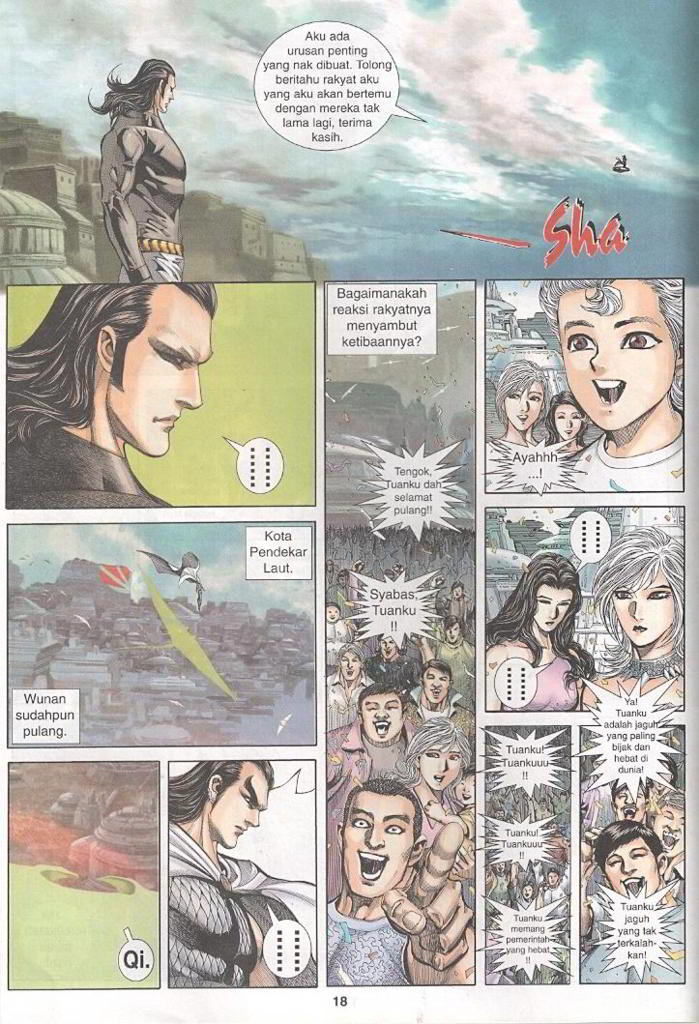 Aku ada
urusan penting
yang nak dibuat. Tolong
beritahu rakyat aku
yang aku akan bertemu
dengan mereka tak
lama lagi, terima
kasih.
Sha
Bagaimanakah
reaksi rakyatnya
menyambut
ketibaannya?
Tengok,
Tuanku dah
selamat
pulang!!
Syabas,
Tuanku
!!
Ayahhh
...!
Kota
Pendekar
Laut.
Wunan
sudahpun
pulang.
Qi.
Tuanku!
Tuankuuu
!!
Tuanku!
Tuankuuu
!!
Tuanku
memang
pemerintah
yang hebat
!!
Ya!
Tuanku
adalah jaguh
yang paling
bijak dan
hebat di
dunia!
Tuanku
jaguh
yang tak
terkalah-
kan!
18